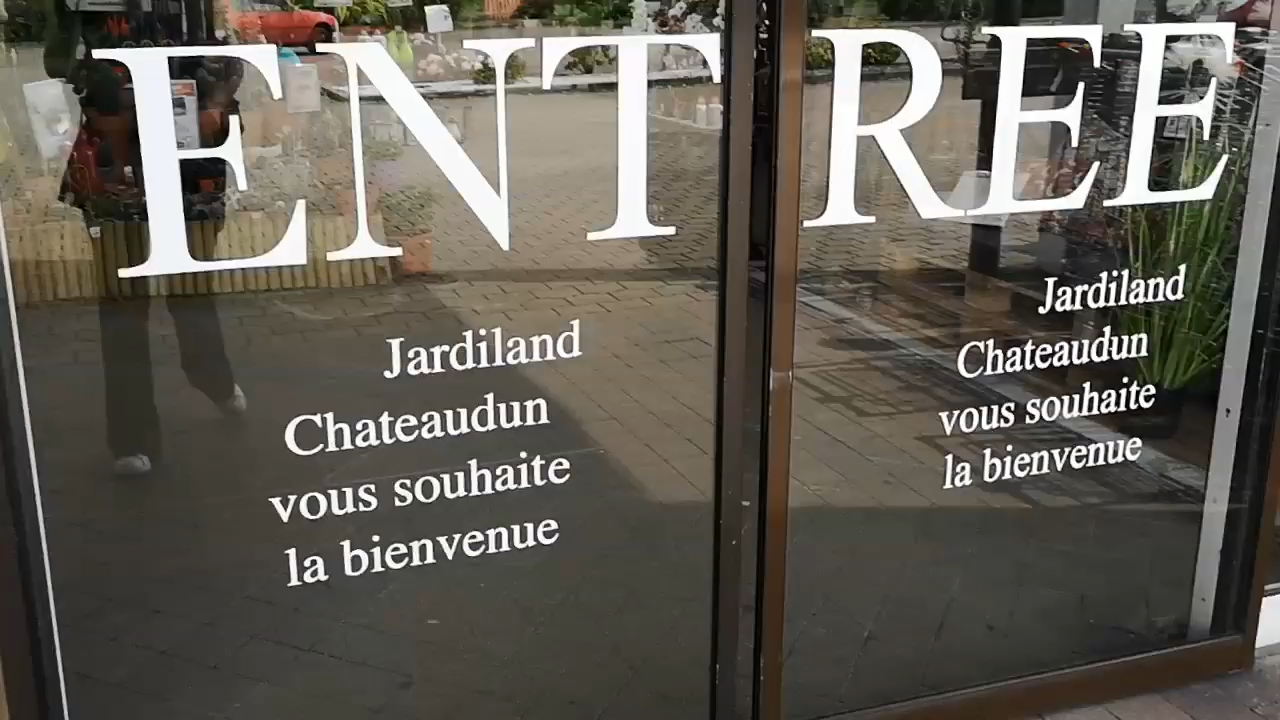 ENTREE
Jardiland
Chateaudun
vous souhaite
la bienvenue
Jardiland
Chateaudun
vous souhaite
la bienvenue